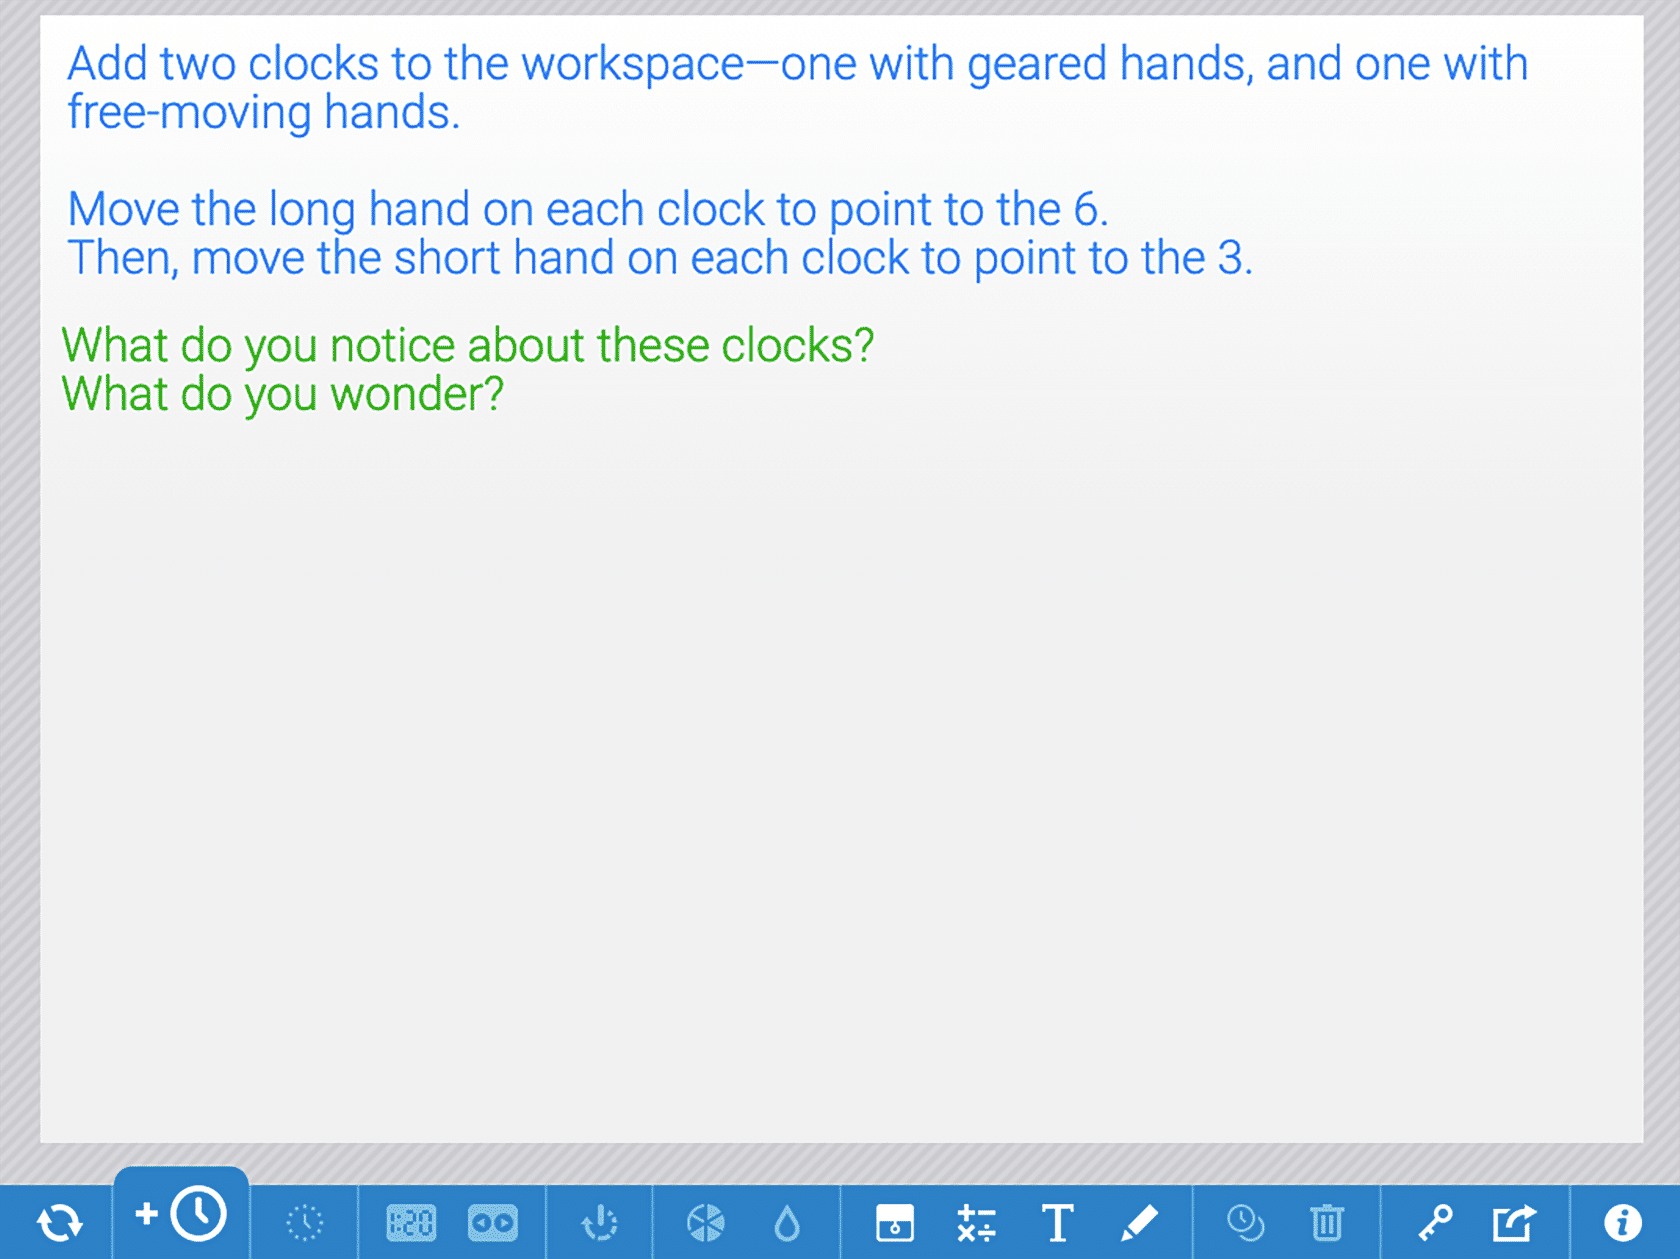 Add two clocks to the workspace—one with geared hands, and one with
free-moving hands.
Move the long hand on each clock to point to the 6.
Then, move the short hand on each clock to point to the 3.
What do you notice about these clocks?
What do you wonder?
1:20
T